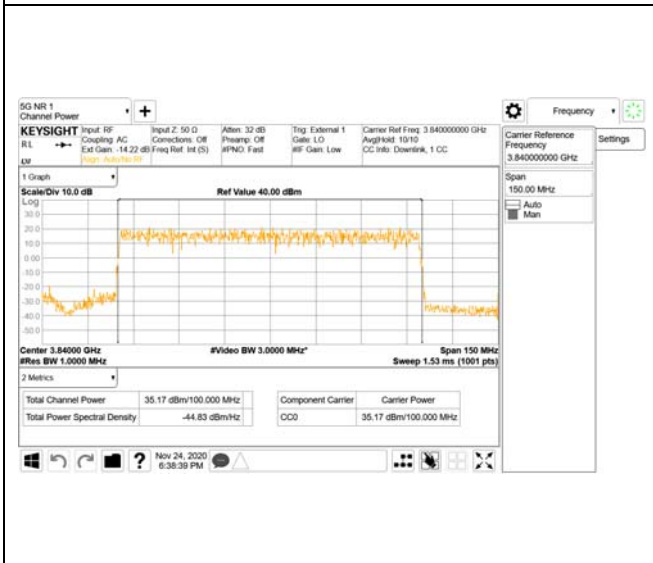 5G NR 1
Channel Power
+
Frequency
KEYSIGHT
RL
Input: RF
Coupling: AC
Ext Gain: -14.22 dB
Align: Auto/No RF
Input Z: 50 Ω
Corrections: Off
Freq Ref: Int (S)
Atten: 32 dB
Preamp: Off
#PNO: Fast
Trig: External 1
Gate: LO
#IF Gain: Low
Carrier Ref Freq: 3.840000000 GHz
Avg|Hold: 10/10
CC Info: Downlink, 1 CC
Carrier Reference
Frequency
3.840000000 GHz
Settings
Span
150.00 MHz
Auto
Man
1 Graph
Scale/Div 10.0 dB
Ref Value 40.00 dBm
Log
30.0
20.0
10.0
0.00
-10.0
-20.0
-30.0
-40.0
-50.0
Center 3.84000 GHz
#Video BW 3.0000 MHz*
Span 150 MHz
#Res BW 1.0000 MHz
Sweep 1.53 ms (1001 pts)
2 Metrics
Total Channel Power
35.17 dBm/100.000 MHz
Total Power Spectral Density
-44.83 dBm/Hz
Component Carrier
Carrier Power
CC0
35.17 dBm/100.000 MHz
?
Nov 24, 2020
6:38:39 PM